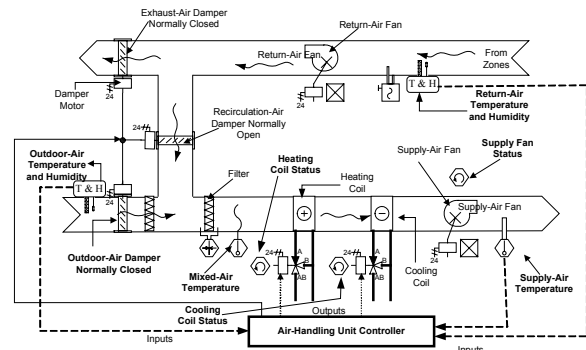 Exhaust-Air Damper
Normally Closed
Return-Air Fan
Return-Air Fan
From
Zones
Damper
Motor
24
24
T & H
Return-Air
Temperature
and Humidity
24
Recirculation-Air
Damper Normally
Open
Outdoor-Air
Temperature
and Humidity
T & H
24
Filter
Heating
Coil Status
Heating
Coil
Supply-Air Fan
Supply Fan
Status
Supply-Air Fan
Outdoor-Air Damper
Normally Closed
Mixed-Air
Temperature
24
A
B
AB
24
A
B
AB
Cooling
Coil
24
Supply-Air
Temperature
Cooling
Coil Status
Outputs
Inputs
Air-Handling Unit Controller
Inputs